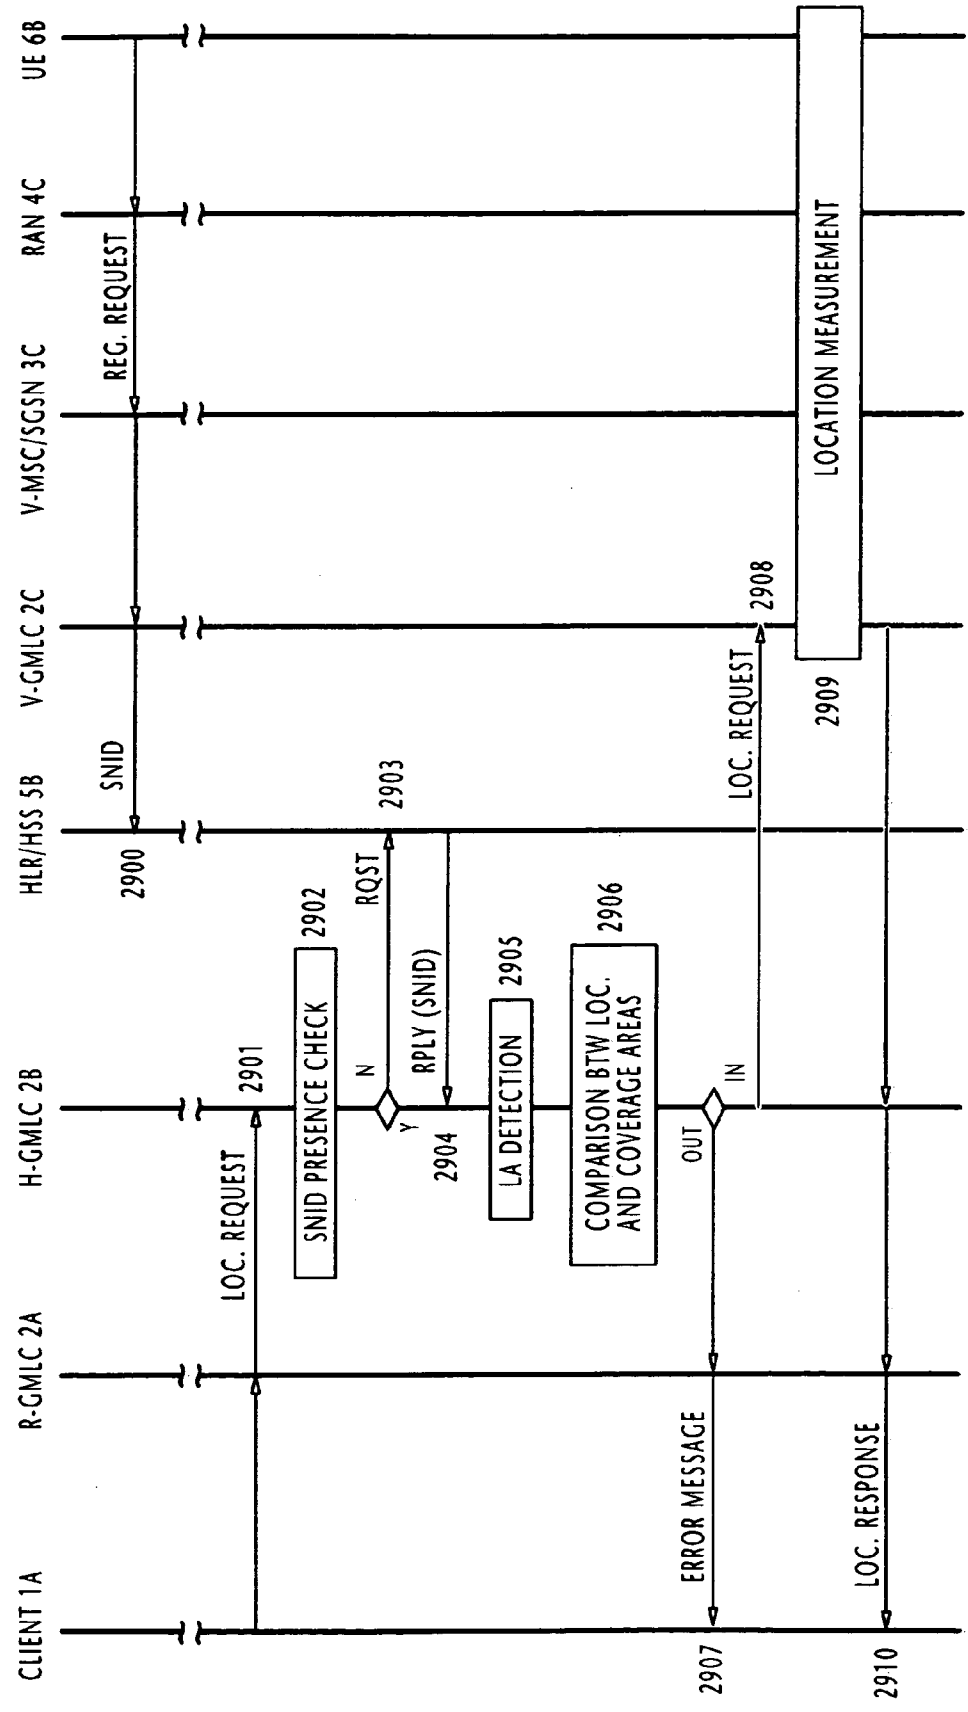 CLIENT 1A
R-GMLC 2A
H-GMLC 2B
HLR/HSS 5B
V-GMLC 2C
V-MSC/SGSN 3C
RAN 4C
UE 6B
2900
SNID
REG. REQUEST
LOC. REQUEST
2901
SNID PRESENCE CHECK
2902
Y
N
RQST
2903
2904
RPLY (SNID)
LA DETECTION
2905
COMPARISON BTW LOC.
AND COVERAGE AREAS
2906
2907
ERROR MESSAGE
OUT
IN
LOC. REQUEST
2908
2909
LOCATION MEASUREMENT
2910
LOC. RESPONSE